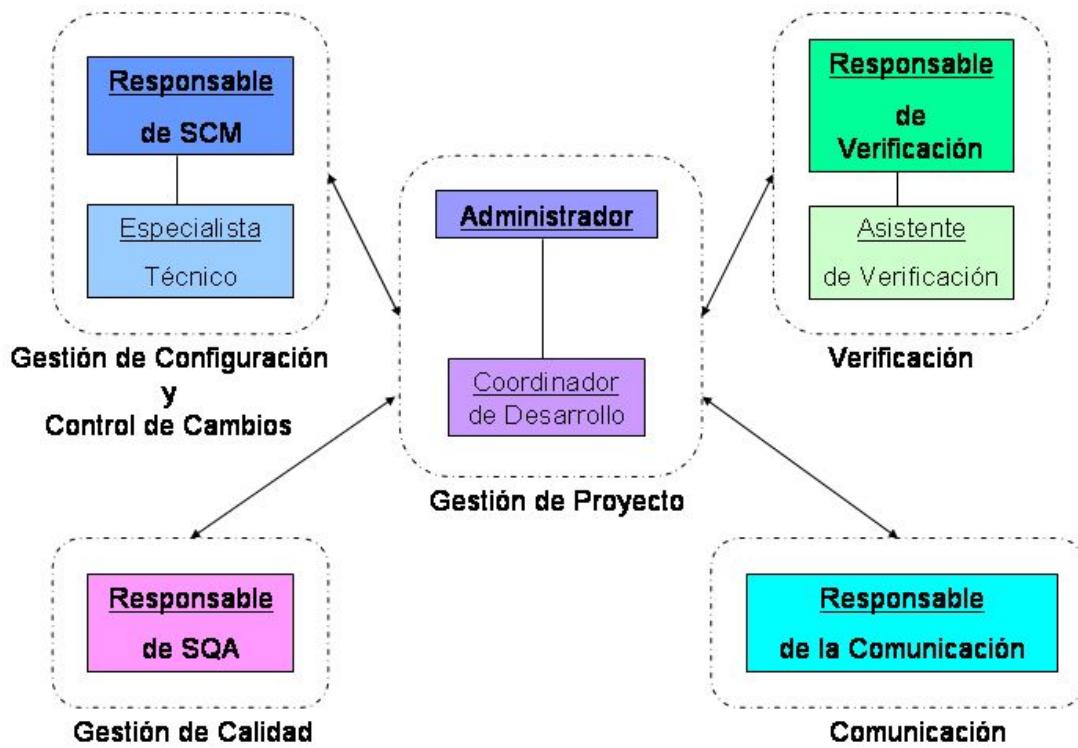 Responsable
de SCM
Especialista
Técnico
Gestión de Configuración
y
Control de Cambios
Administrador
Coordinador
de Desarrollo
Gestión de Proyecto
Responsable
de
Verificación
Asistente
de Verificación
Verificación
Responsable
de SQA
Gestión de Calidad
Responsable
de la Comunicación
Comunicación